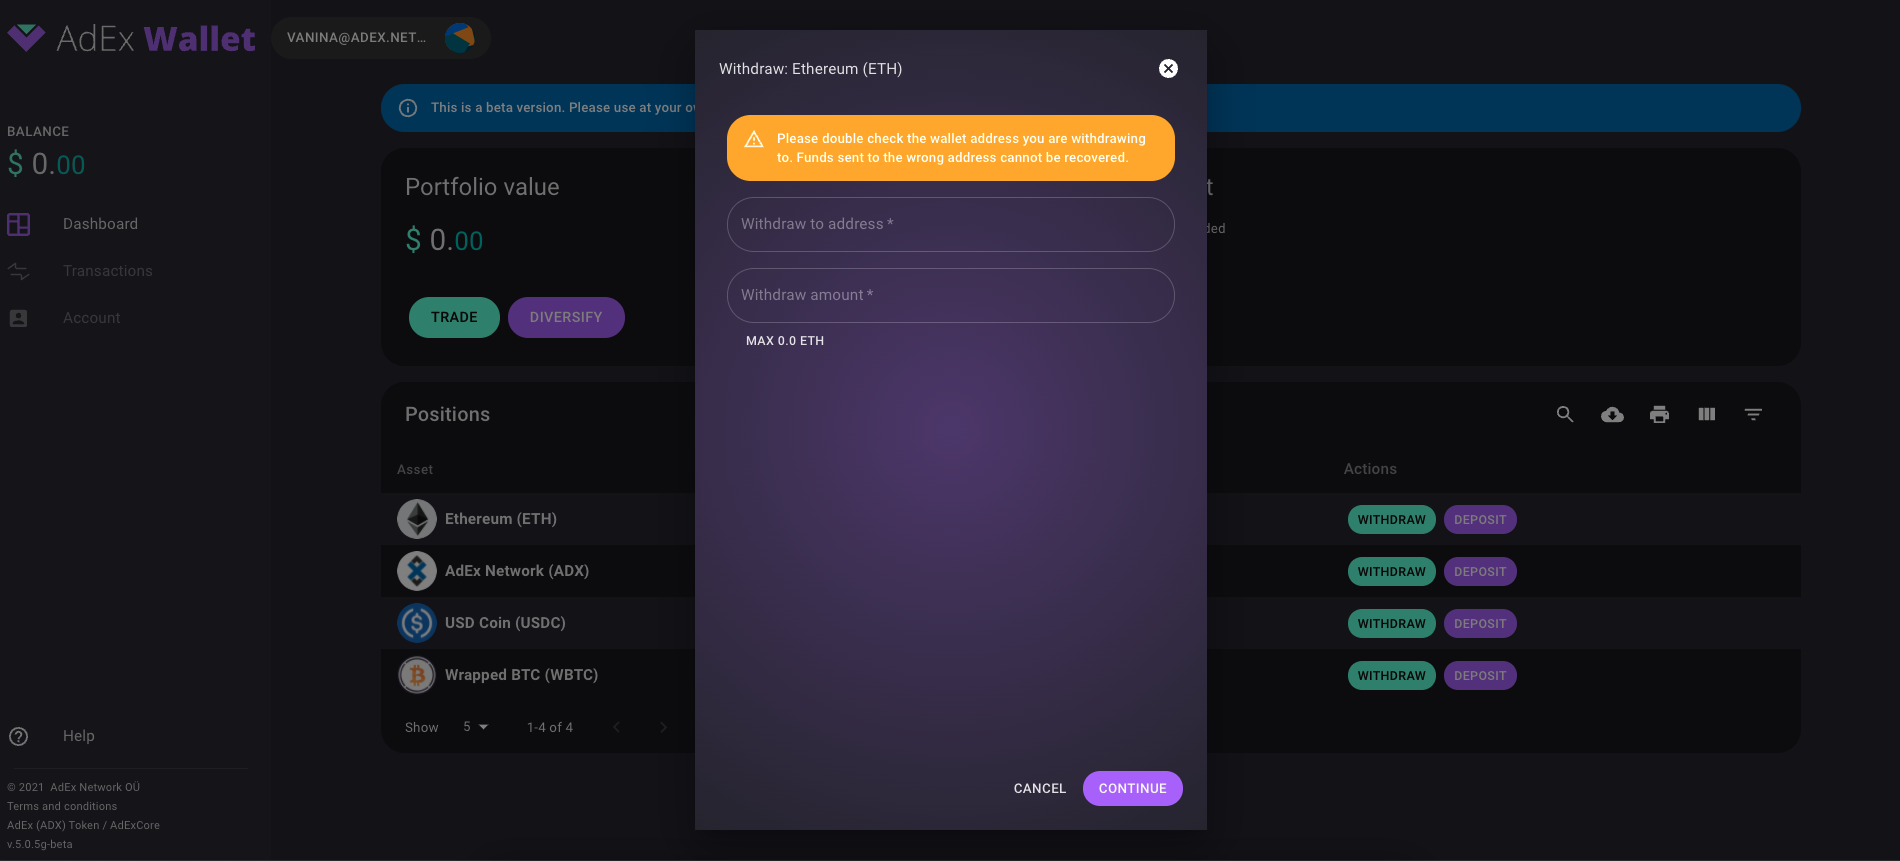 AdEx Wallet
VANINA@ADEX.NET...
BALANCE
$ 0.00
Dashboard
Transactions
Account
Help
© 2021 AdEx Network OÜ
Terms and conditions
AdEx (ADX) Token / AdExCore
v.5.0.5g-beta
This is a beta version. Please use at your
Portfolio value
$ 0.00
TRADE
DIVERSIFY
Positions
Asset
Actions
Ethereum (ETH)
WITHDRAW
DEPOSIT
AdEx Network (ADX)
WITHDRAW
DEPOSIT
USD Coin (USDC)
WITHDRAW
DEPOSIT
Wrapped BTC (WBTC)
WITHDRAW
DEPOSIT
Show 5 1-4 of 4
Withdraw: Ethereum (ETH)
Please double check the wallet address you are withdrawing
to. Funds sent to the wrong address cannot be recovered.
Withdraw to address *
Withdraw amount *
MAX 0.0 ETH
CANCEL
CONTINUE